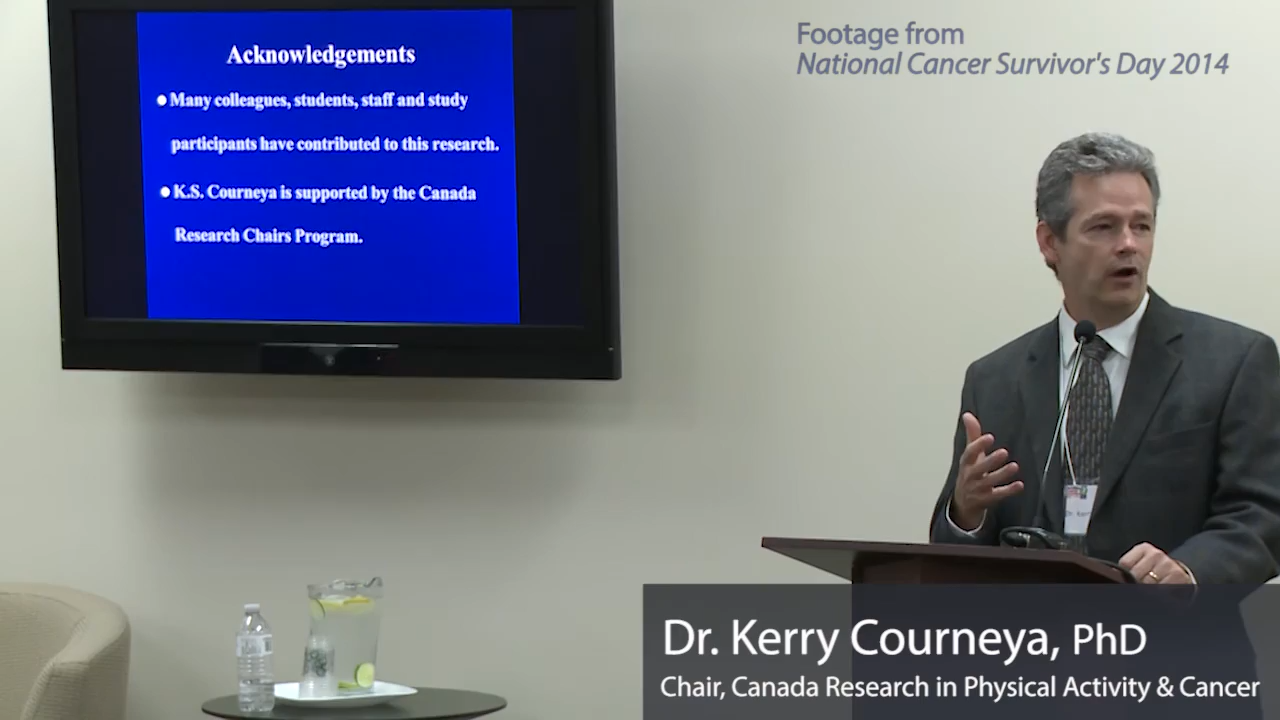 Acknowledgements
●Many colleagues, students, staff and study
participants have contributed to this research.
●K.S. Courneya is supported by the Canada
Research Chairs Program.
Footage from
National Cancer Survivor's Day 2014
Dr. Kerry Courneya, PhD
Chair, Canada Research in Physical Activity & Cancer